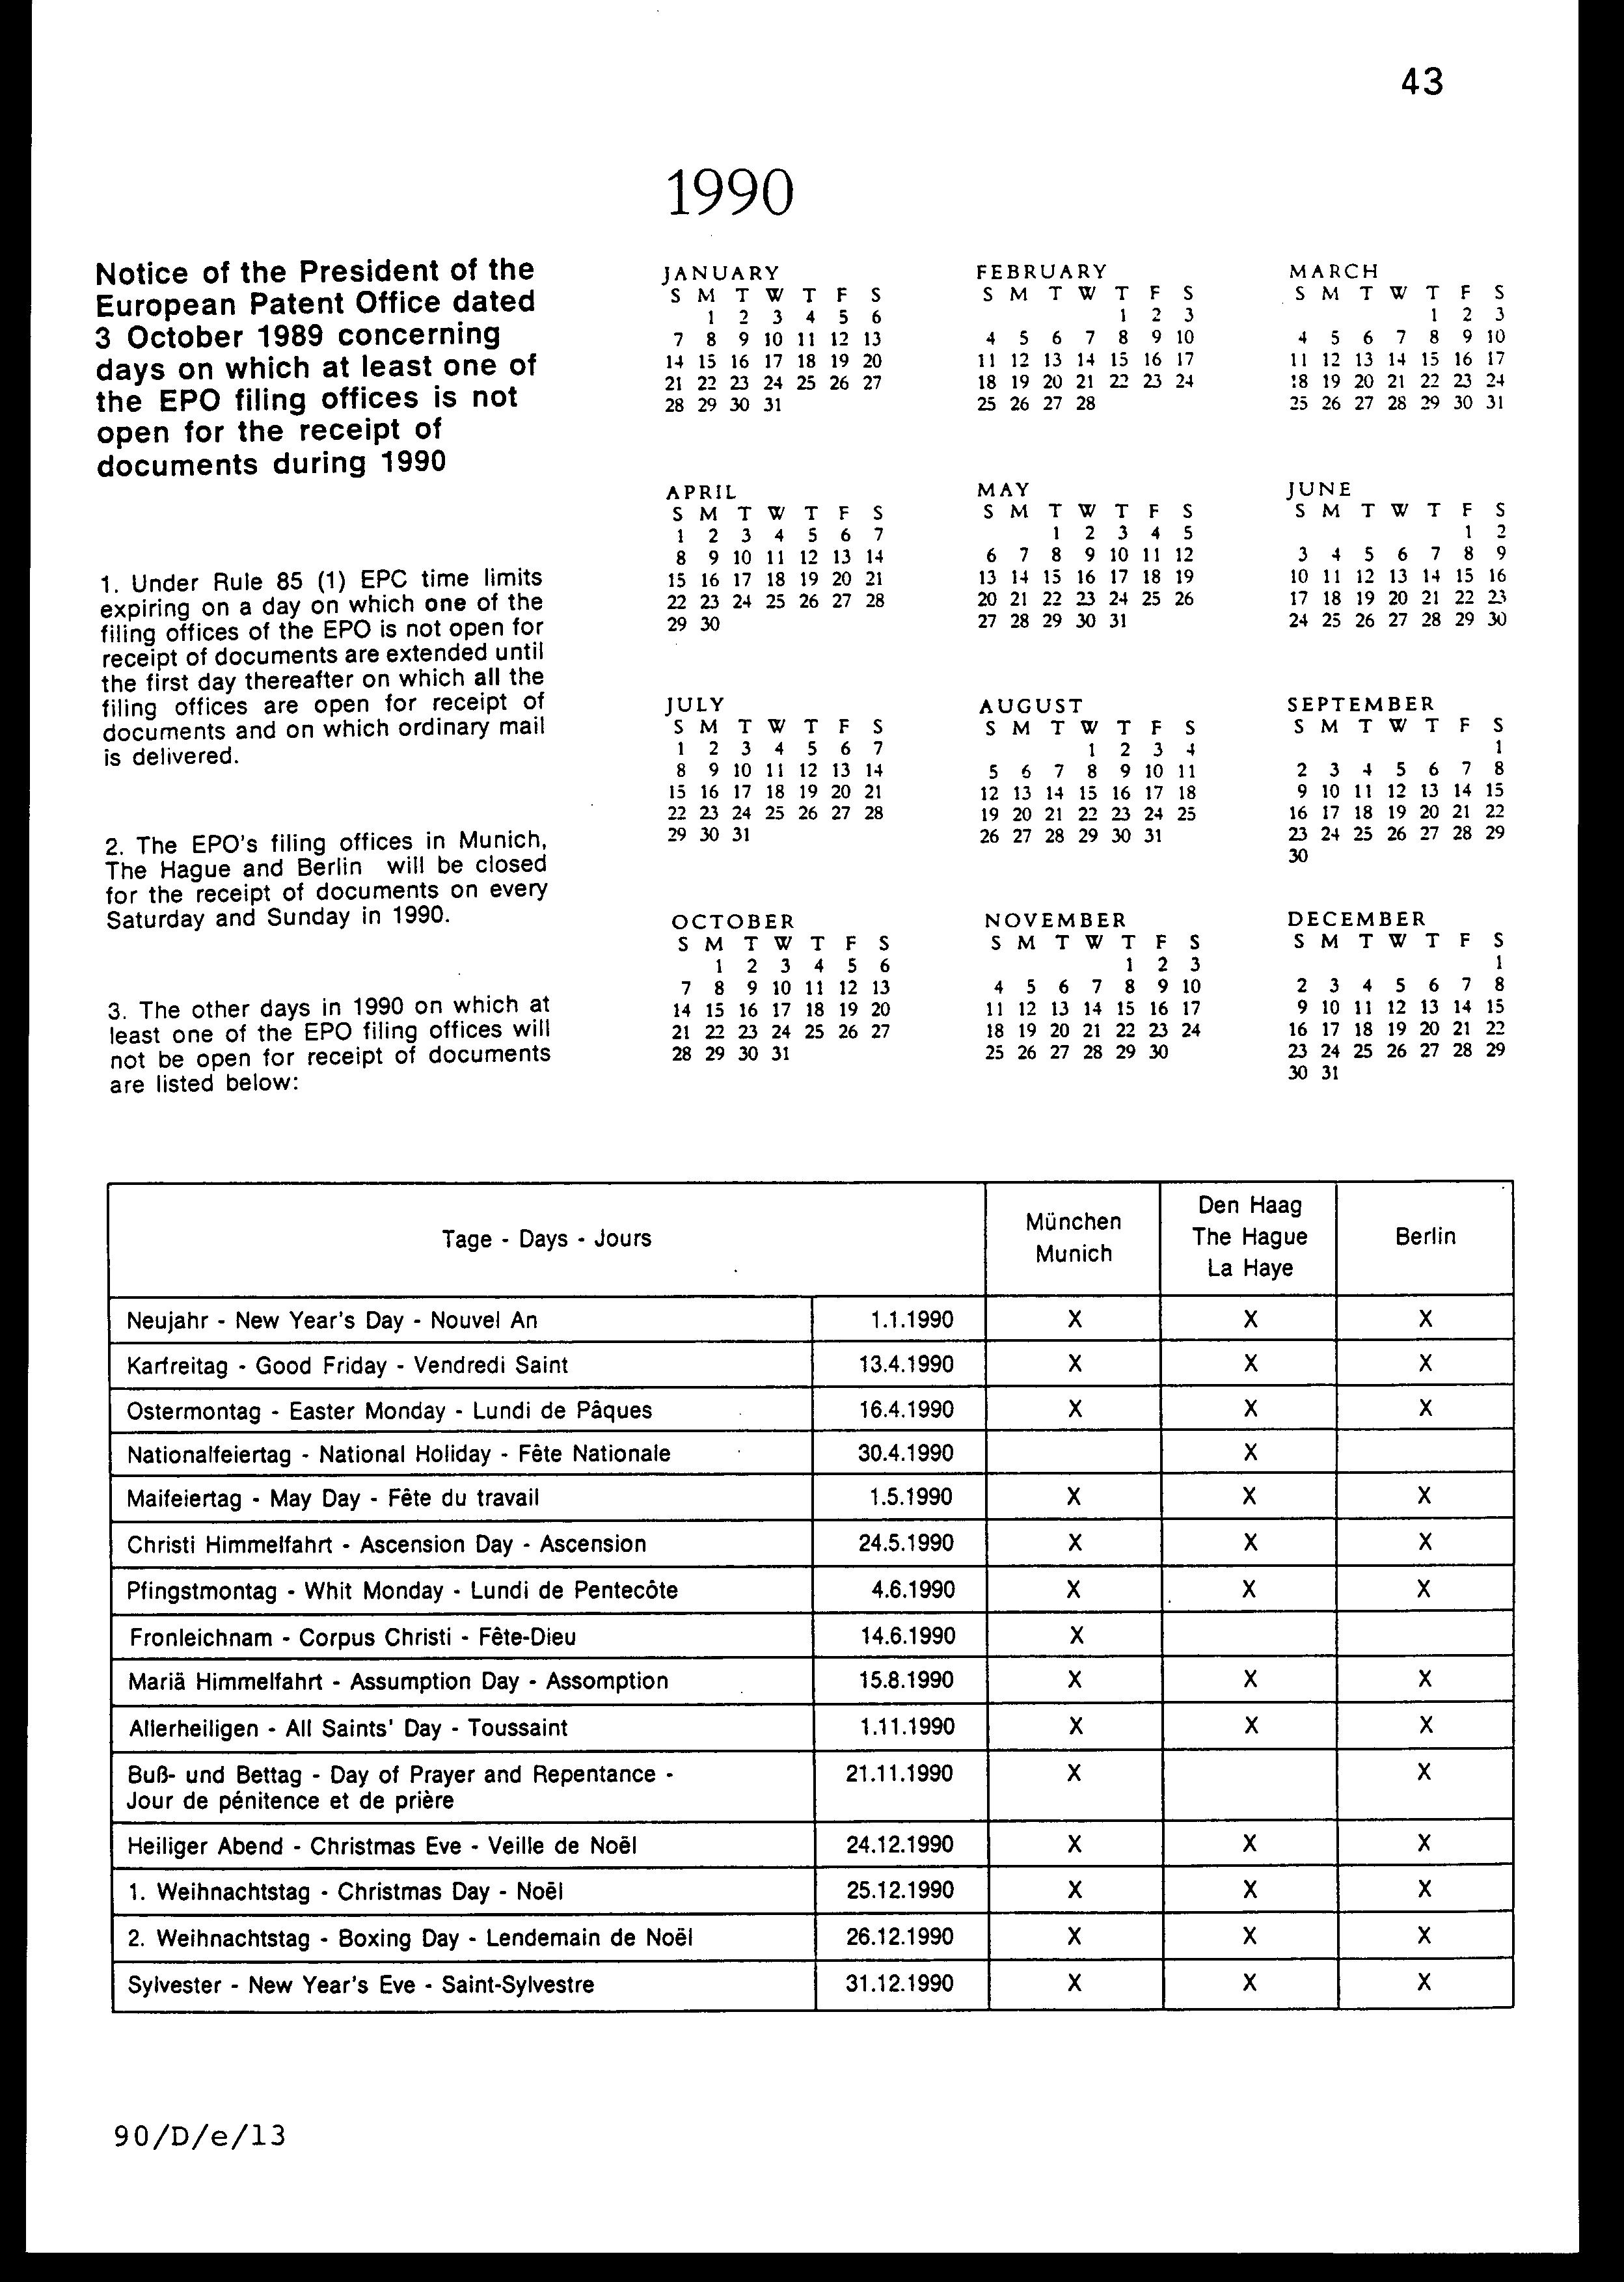 43
1990
Notice of the President of the
European Patent Office dated
3 October 1989 concerning
days on which at least one of
the EPO filing offices is not
open for the receipt of
documents during 1990
1. Under Rule 85 (1) EPC time limits
expiring on a day on which one of the
filing offices of the EPO is not open for
receipt of documents are extended until
the first day thereafter on which all the
filing offices are open for receipt of
documents and on which ordinary mail
is delivered.
2. The EPO's filing offices in Munich,
The Hague and Berlin will be closed
for the receipt of documents on every
Saturday and Sunday in 1990.
3. The other days in 1990 on which at
least one of the EPO filing offices will
not be open for receipt of documents
are listed below:
JANUARY
S M T W T F S
1 2 3 4 5 6
7 8 9 10 11 12 13
14 15 16 17 18 19 20
21 22 23 24 25 26 27
28 29 30 31
FEBRUARY
S M T W T F S
1 2 3
4 5 6 7 8 9 10
11 12 13 14 15 16 17
18 19 20 21 22 23 24
25 26 27 28
MARCH
S M T W T F S
1 2 3
4 5 6 7 8 9 10
11 12 13 14 15 16 17
18 19 20 21 22 23 24
25 26 27 28 29 30 31
APRIL
S M T W T F S
1 2 3 4 5 6 7
8 9 10 11 12 13 14
15 16 17 18 19 20 21
22 23 24 25 26 27 28
29 30
MAY
S M T W T F S
1 2 3 4 5
6 7 8 9 10 11 12
13 14 15 16 17 18 19
20 21 22 23 24 25 26
27 28 29 30 31
JUNE
S M T W T F S
1 2
3 4 5 6 7 8 9
10 11 12 13 14 15 16
17 18 19 20 21 22 23
24 25 26 27 28 29 30
JULY
S M T W T F S
1 2 3 4 5 6 7
8 9 10 11 12 13 14
15 16 17 18 19 20 21
22 23 24 25 26 27 28
29 30 31
AUGUST
S M T W T F S
1 2 3 4
5 6 7 8 9 10 11
12 13 14 15 16 17 18
19 20 21 22 23 24 25
26 27 28 29 30 31
SEPTEMBER
S M T W T F S
1
2 3 4 5 6 7 8
9 10 11 12 13 14 15
16 17 18 19 20 21 22
23 24 25 26 27 28 29
30
OCTOBER
S M T W T F S
1 2 3 4 5 6
7 8 9 10 11 12 13
14 15 16 17 18 19 20
21 22 23 24 25 26 27
28 29 30 31
NOVEMBER
S M T W T F S
1 2 3
4 5 6 7 8 9 10
11 12 13 14 15 16 17
18 19 20 21 22 23 24
25 26 27 28 29 30
DECEMBER
S M T W T F S
1
2 3 4 5 6 7 8
9 10 11 12 13 14 15
16 17 18 19 20 21 22
23 24 25 26 27 28 29
30 31
Tage - Days - Jours
München
Munich
Den Haag
The Hague
La Haye
Berlin
Neujahr - New Year's Day - Nouvel An 1.1.1990 X X X
Karfreitag - Good Friday - Vendredi Saint 13.4.1990 X X X
Ostermontag - Easter Monday - Lundi de Pâques 16.4.1990 X X X
Nationalfeiertag - National Holiday - Fête Nationale 30.4.1990 X
Maifeiertag - May Day - Fête du travail 1.5.1990 X X X
Christi Himmelfahrt - Ascension Day - Ascension 24.5.1990 X X X
Pfingstmontag - Whit Monday - Lundi de Pentecôte 4.6.1990 X X X
Fronleichnam - Corpus Christi - Fête-Dieu 14.6.1990 X
Mariä Himmelfahrt - Assumption Day - Assomption 15.8.1990 X X X
Allerheiligen - All Saints' Day - Toussaint 1.11.1990 X X X
Buß- und Bettag - Day of Prayer and Repentance - 21.11.1990 X X
Jour de pénitence et de prière
Heiliger Abend - Christmas Eve - Veille de Noël 24.12.1990 X X X
1. Weihnachtstag - Christmas Day - Noël 25.12.1990 X X X
2. Weihnachtstag - Boxing Day - Lendemain de Noël 26.12.1990 X X X
Sylvester - New Year's Eve - Saint-Sylvestre 31.12.1990 X X X
90/D/e/13